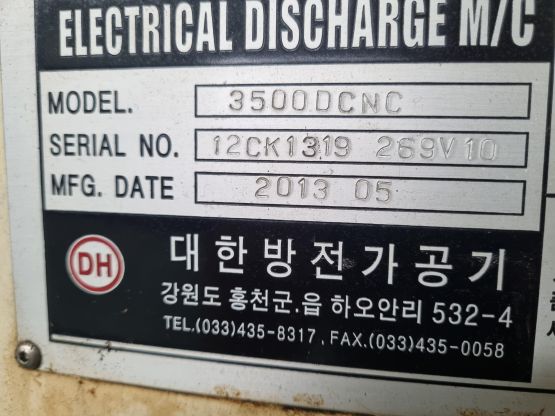 ELECTRICAL DISCHARGE M/C
MODEL. 3500DCNC
SERIAL NO. 12CK1319 269V10
MFG. DATE 2013 05
DH 대한방전가공기
강원도 홍천군.읍 하오안리 532-4
TEL.(033)435-8317, FAX.(033)435-0058